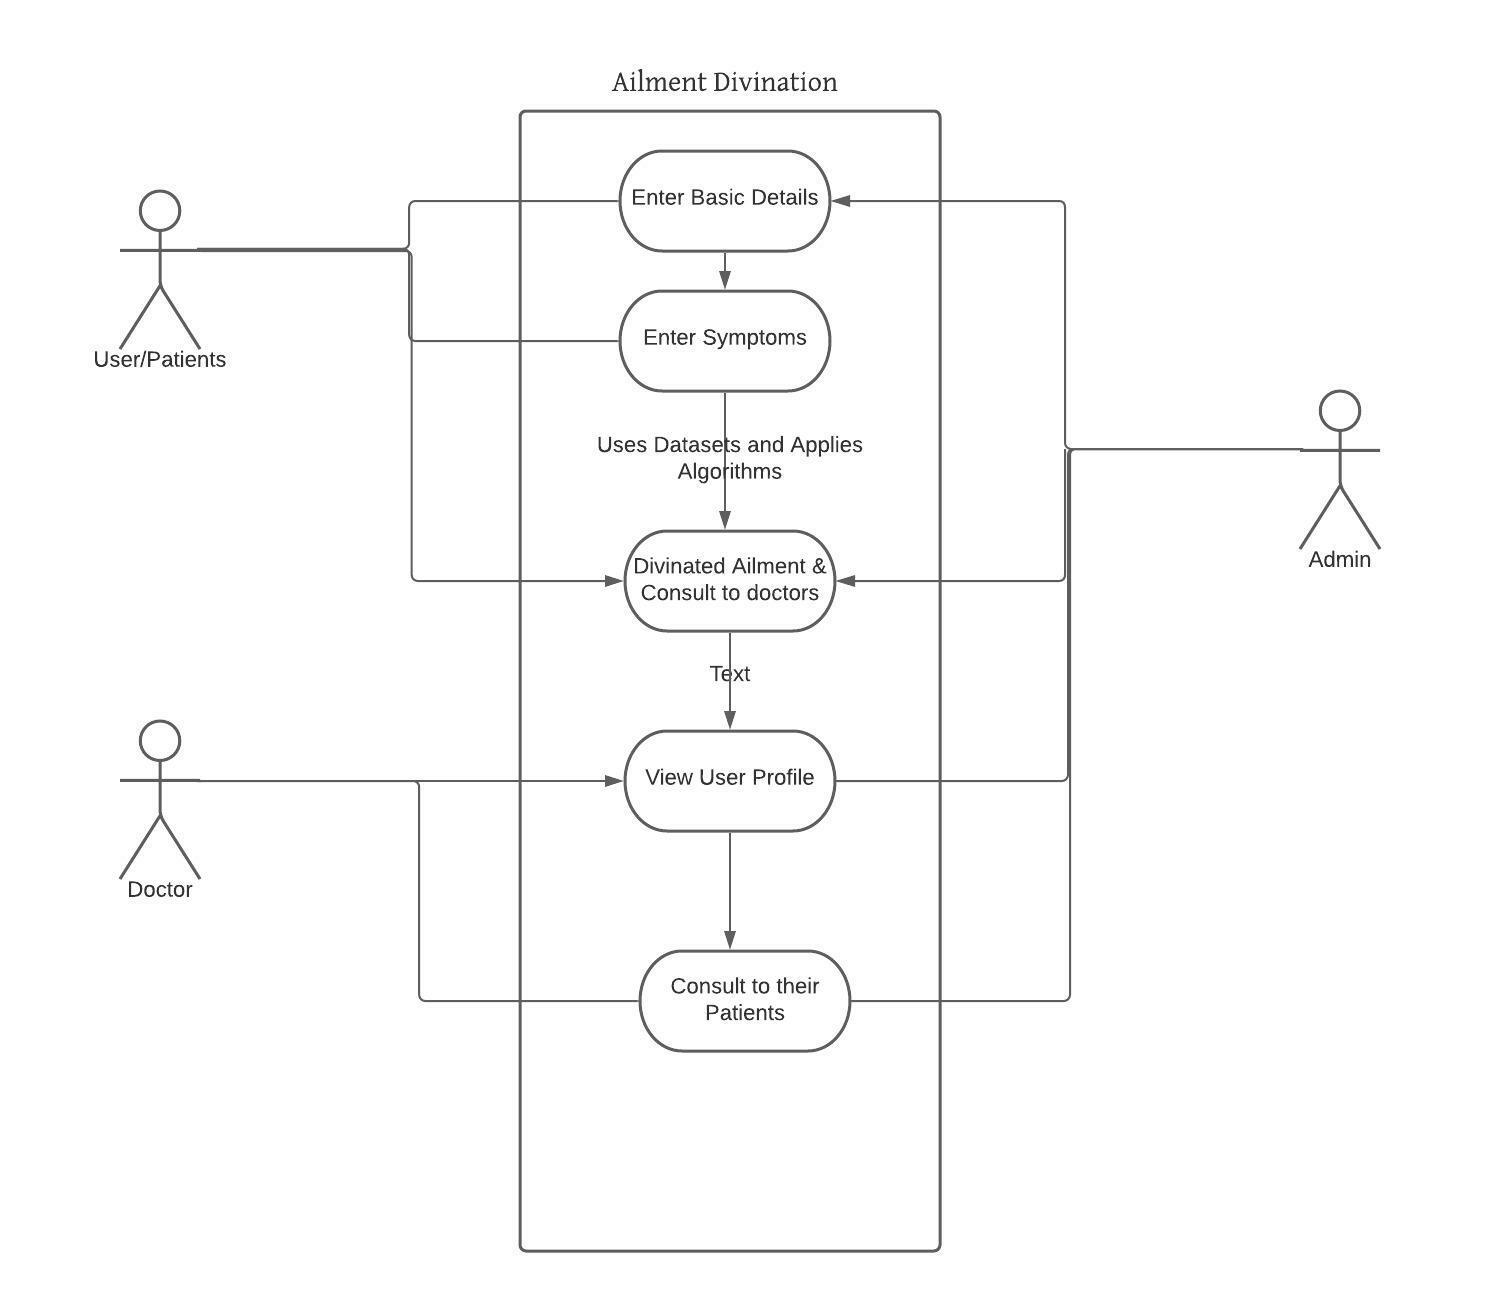 Ailment Divination
Enter Basic Details
Enter Symptoms
User/Patients
Uses Datasets and Applies
Algorithms
Divinated Ailment &
Consult to doctors
Admin
Text
View User Profile
Doctor
Consult to their
Patients